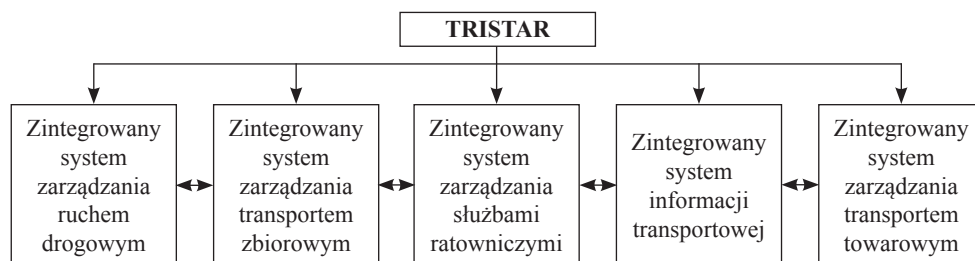 TRISTAR
Zintegrowany
system
zarządzania
ruchem
drogowym
Zintegrowany
system
zarządzania
transportem
zbiorowym
Zintegrowany
system
zarządzania
służbami
ratowniczymi
Zintegrowany
system
informacji
transportowej
Zintegrowany
system
zarządzania
transportem
towarowym